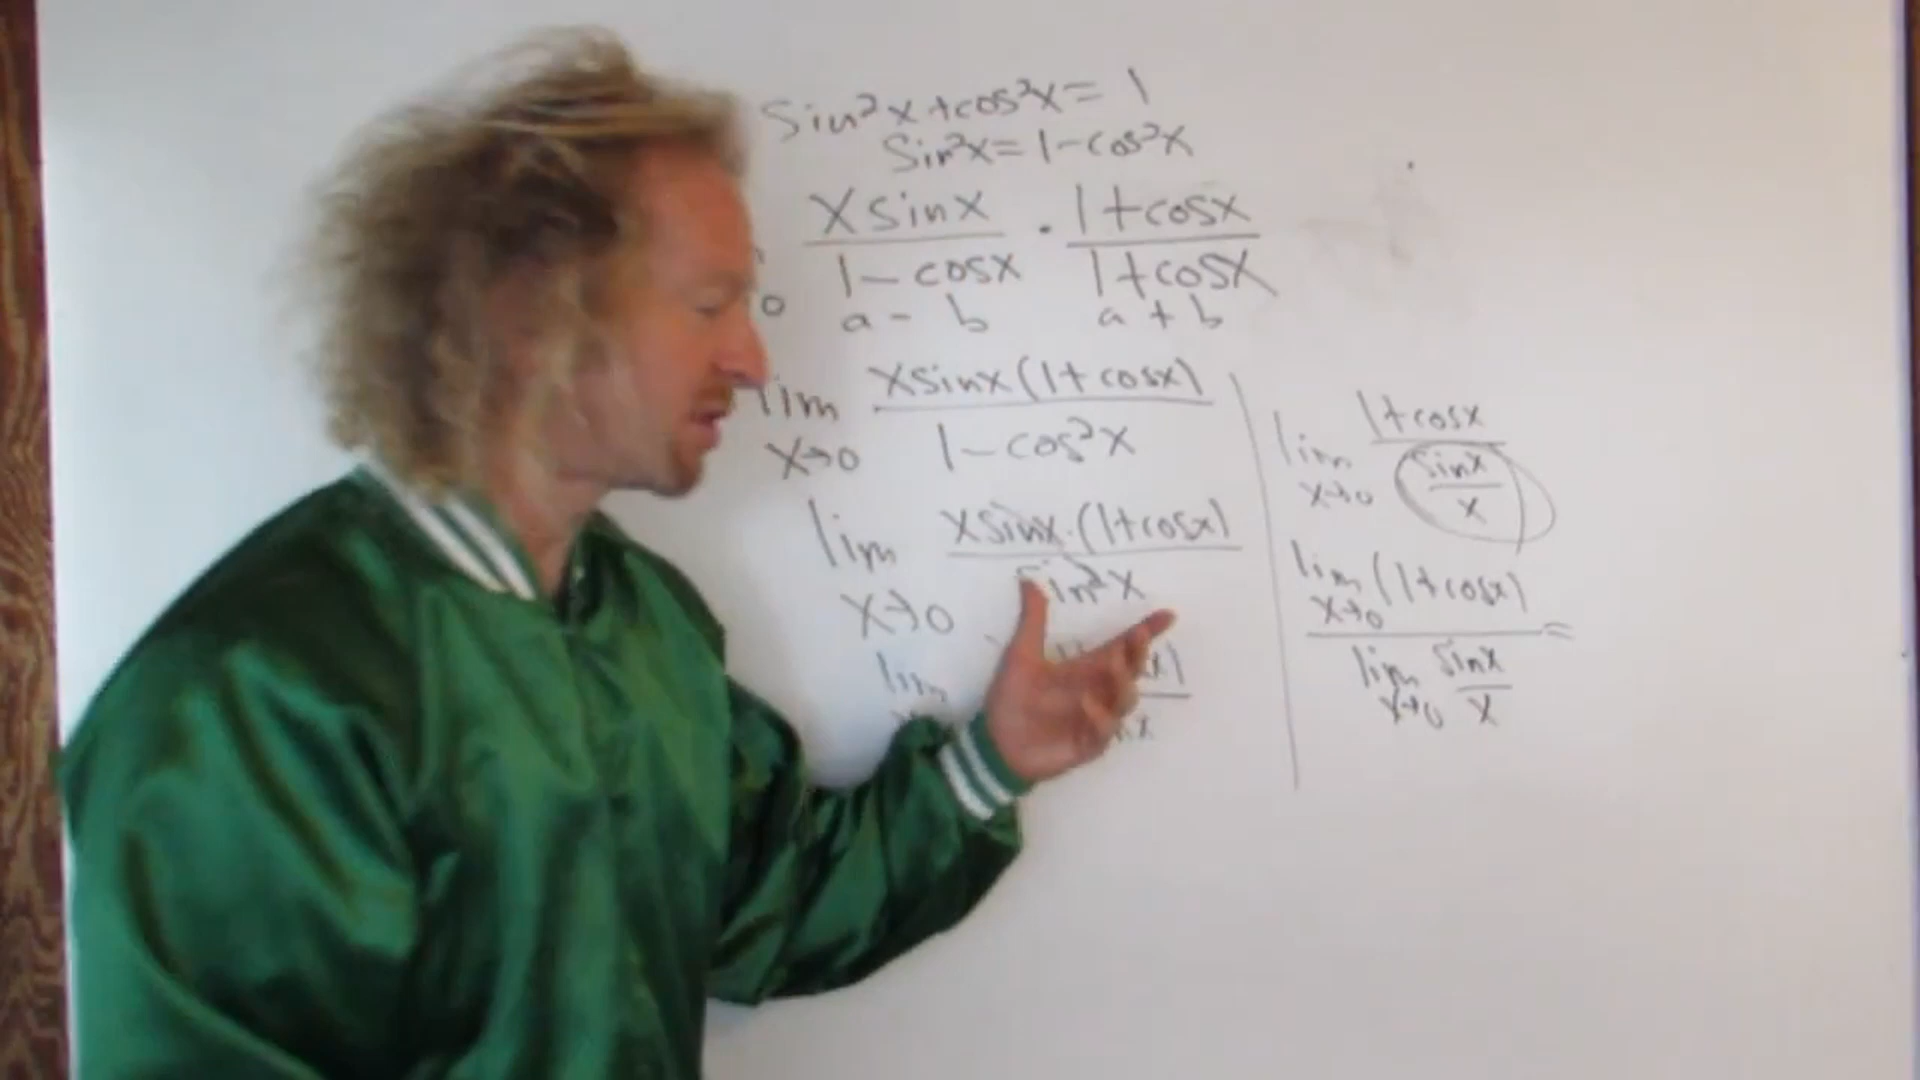 sin²x+cos²x=1
sin²x=1-cos²x
xsinx · 1+cosx
0 1-cosx 1+cosx
a - b a + b
lim xsinx(1+cosx)
x→0 1-cos²x
lim xsinx·(1+cosx)
x→0 sin²x
lim
1+cosx
lim sinx
x→0 x
lim (1+cosx)
x→0
=
lim sinx
x→0 x